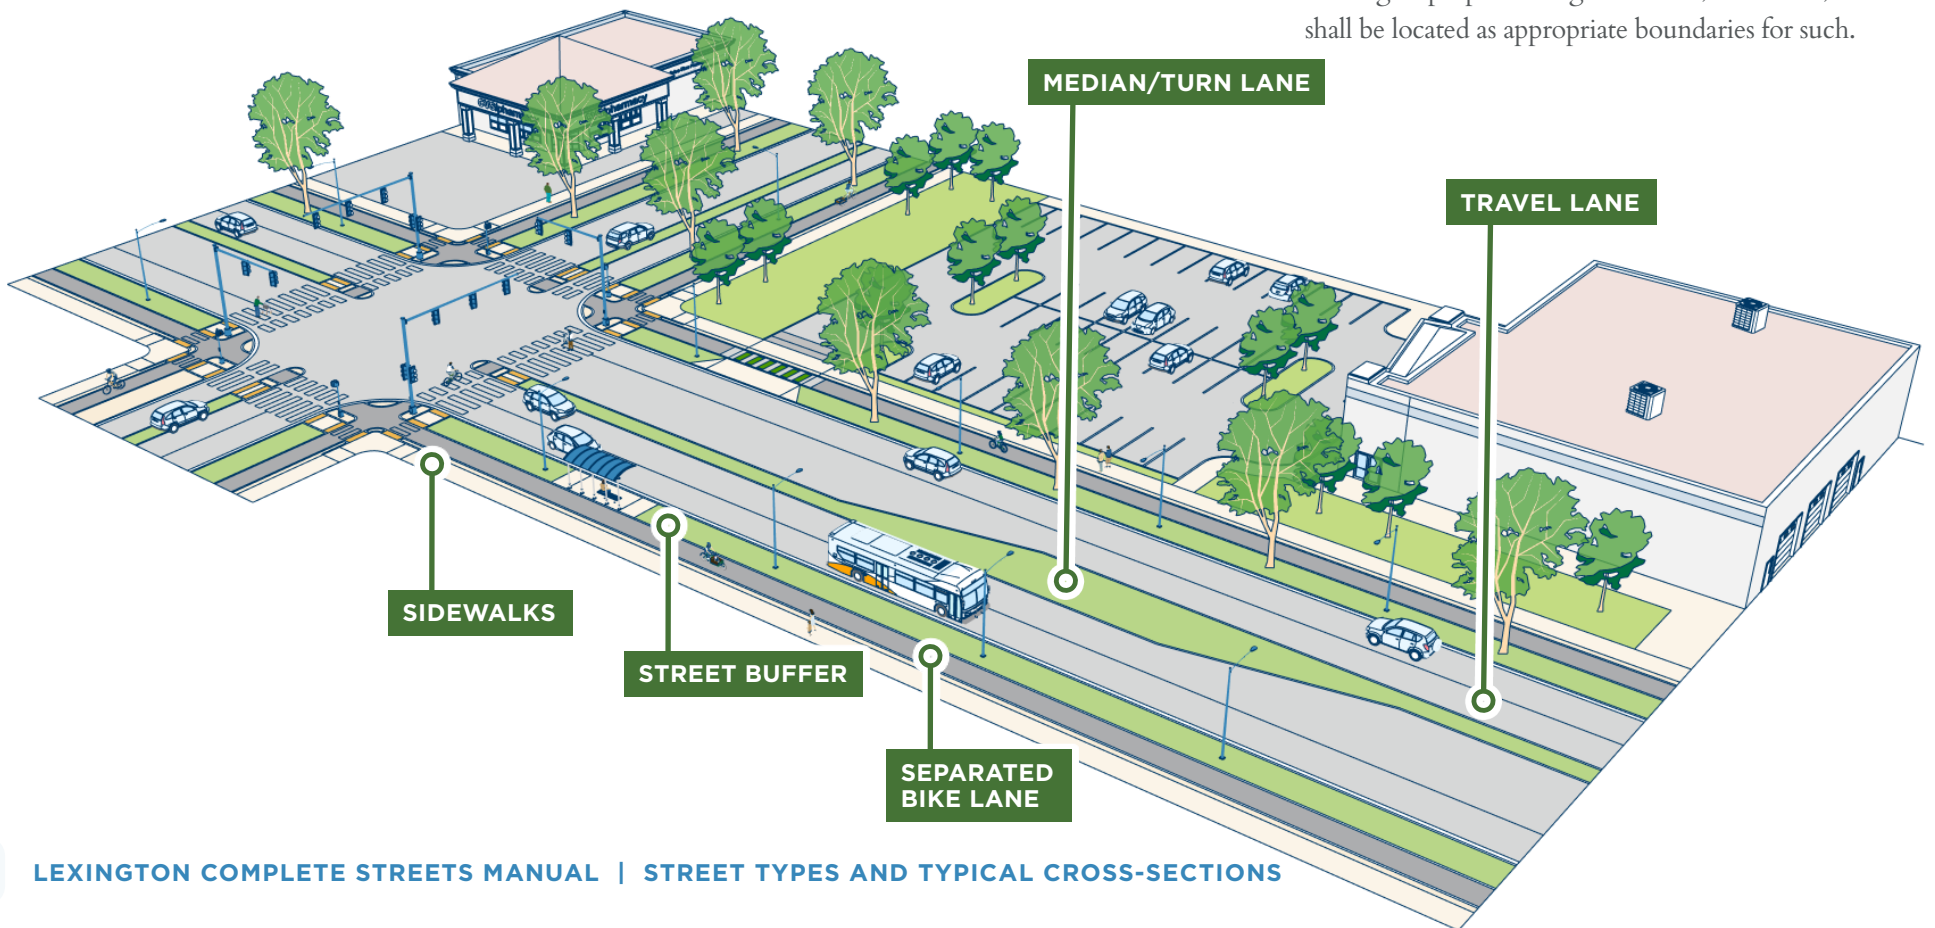 shall be located as appropriate boundaries for such.
MEDIAN/TURN LANE
TRAVEL LANE
pharmacy
SIDEWALKS
STREET BUFFER
SEPARATED
BIKE LANE
LEXINGTON COMPLETE STREETS MANUAL | STREET TYPES AND TYPICAL CROSS-SECTIONS